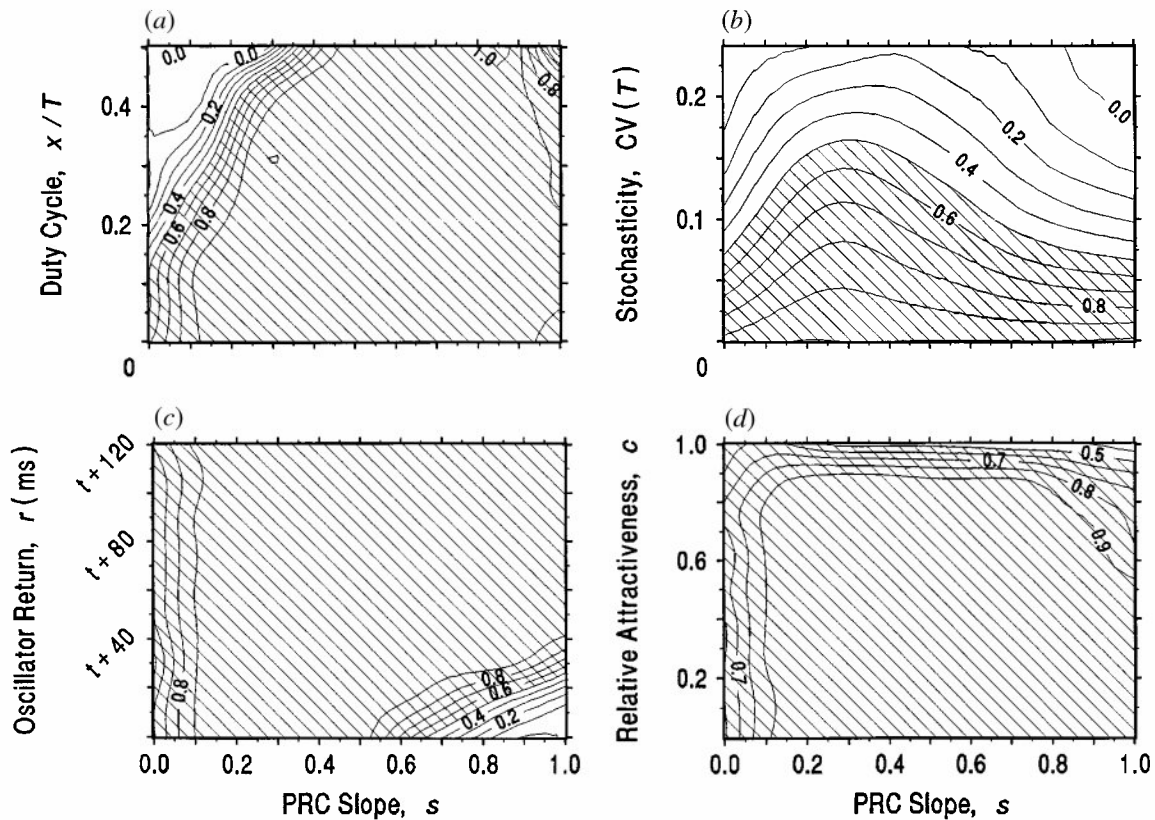 (a)
Duty Cycle, x / T
0.4
0.2
0
0.0
0.0
0.2
0.4
0.6
0.8
1.0
0.8
(b)
Stochasticity, CV (T)
0.2
0.1
0
0.0
0.2
0.4
0.6
0.8
(c)
Oscillator Return, r (ms)
t + 120
t + 80
t + 40
0.8
0.8
0.6
0.4
0.2
0.0 0.2 0.4 0.6 0.8 1.0
PRC Slope, s
(d)
Relative Attractiveness, c
1.0
0.8
0.6
0.4
0.2
0.5
0.7
0.8
0.9
0.7
0.0 0.2 0.4 0.6 0.8 1.0
PRC Slope, s